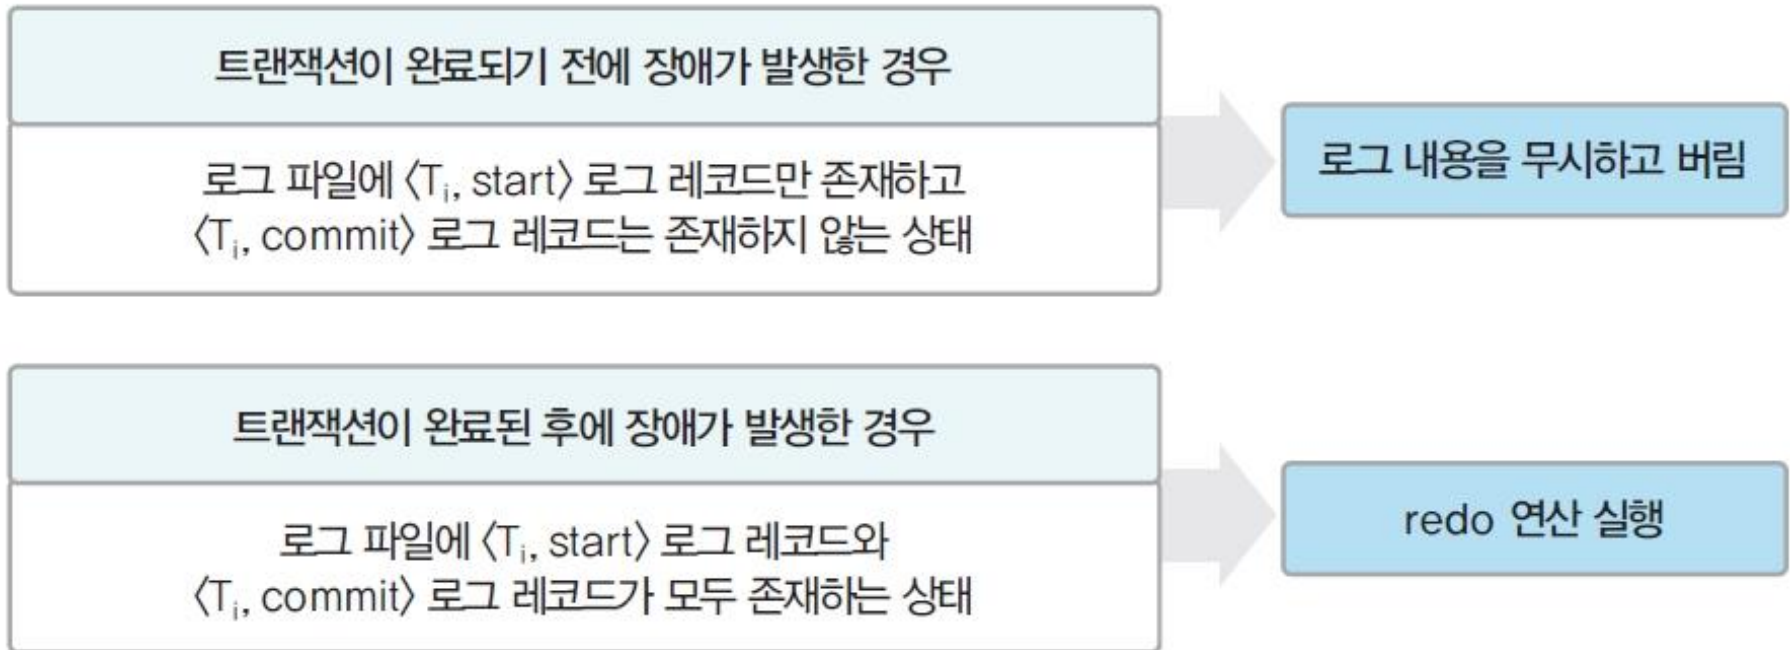 트랜잭션이 완료되기 전에 장애가 발생한 경우
로그 파일에 〈Ti, start〉 로그 레코드만 존재하고
〈Ti, commit〉 로그 레코드는 존재하지 않는 상태
로그 내용을 무시하고 버림
트랜잭션이 완료된 후에 장애가 발생한 경우
로그 파일에 〈Ti, start〉 로그 레코드와
〈Ti, commit〉 로그 레코드가 모두 존재하는 상태
redo 연산 실행